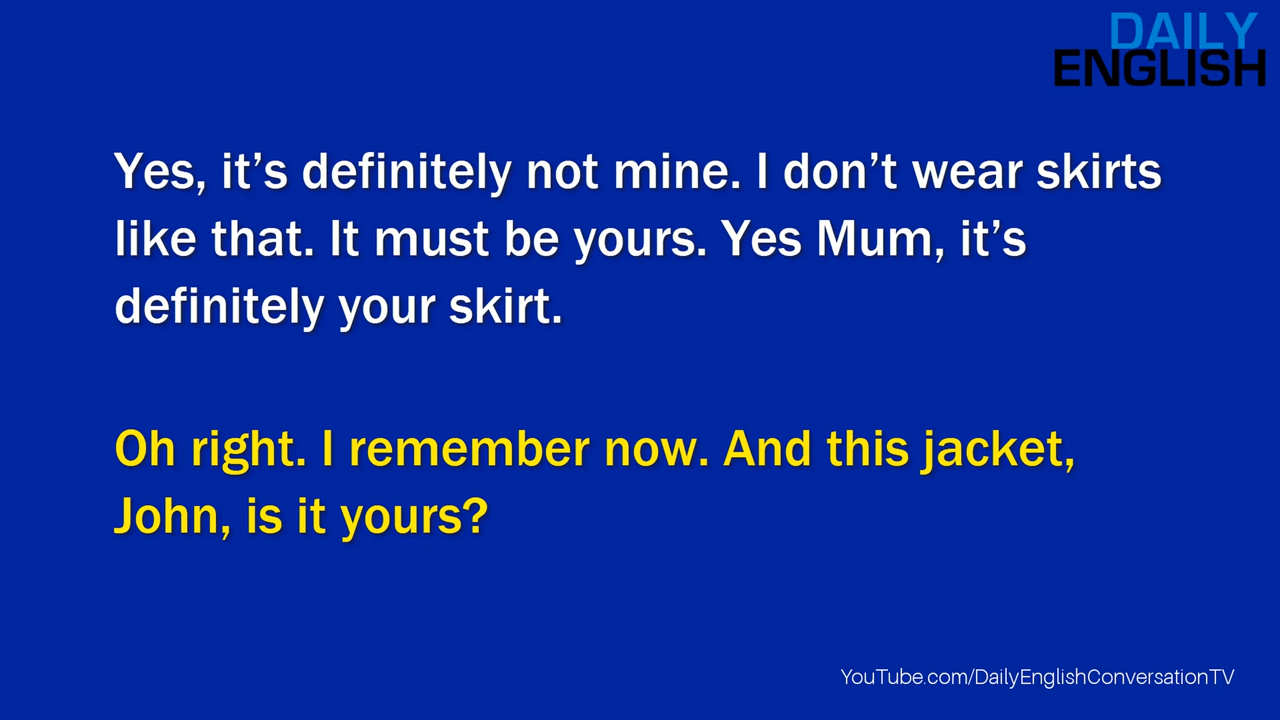 DAILY
ENGLISH
Yes, it’s definitely not mine. I don’t wear skirts
like that. It must be yours. Yes Mum, it’s
definitely your skirt.
Oh right. I remember now. And this jacket,
John, is it yours?
YouTube.com/DailyEnglishConversationTV